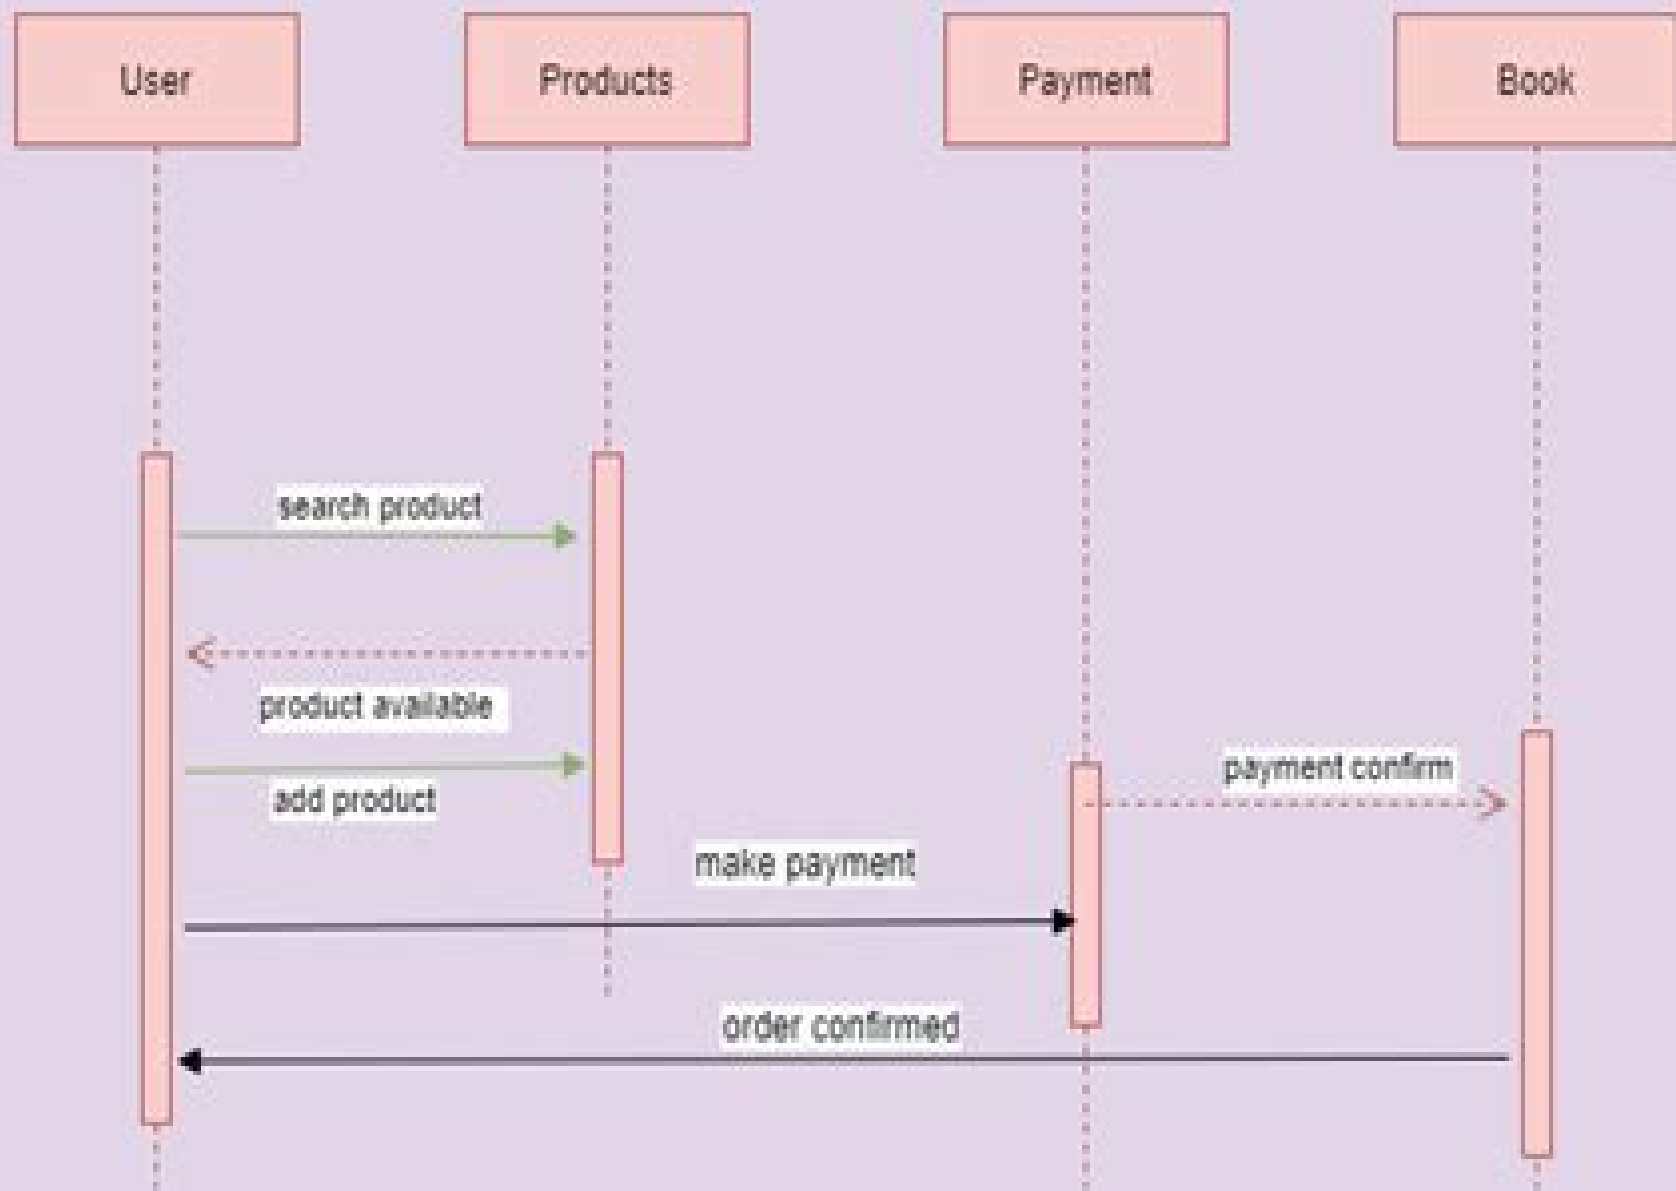 User
Products
Payment
Book
search product
product available
add product
payment confirm
make payment
order confirmed